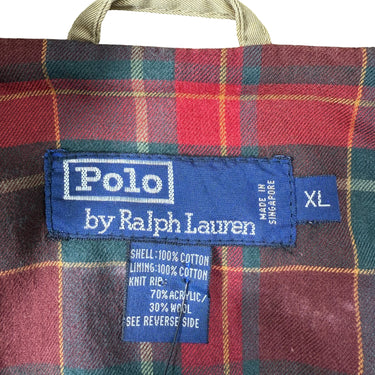 Polo
by Ralph Lauren
MADE IN
SINGAPORE
XL
SHELL: 100% COTTON
LINING: 100% COTTON
KNIT RIB:
70% ACRYLIC/
30% WOOL
SEE REVERSE SIDE